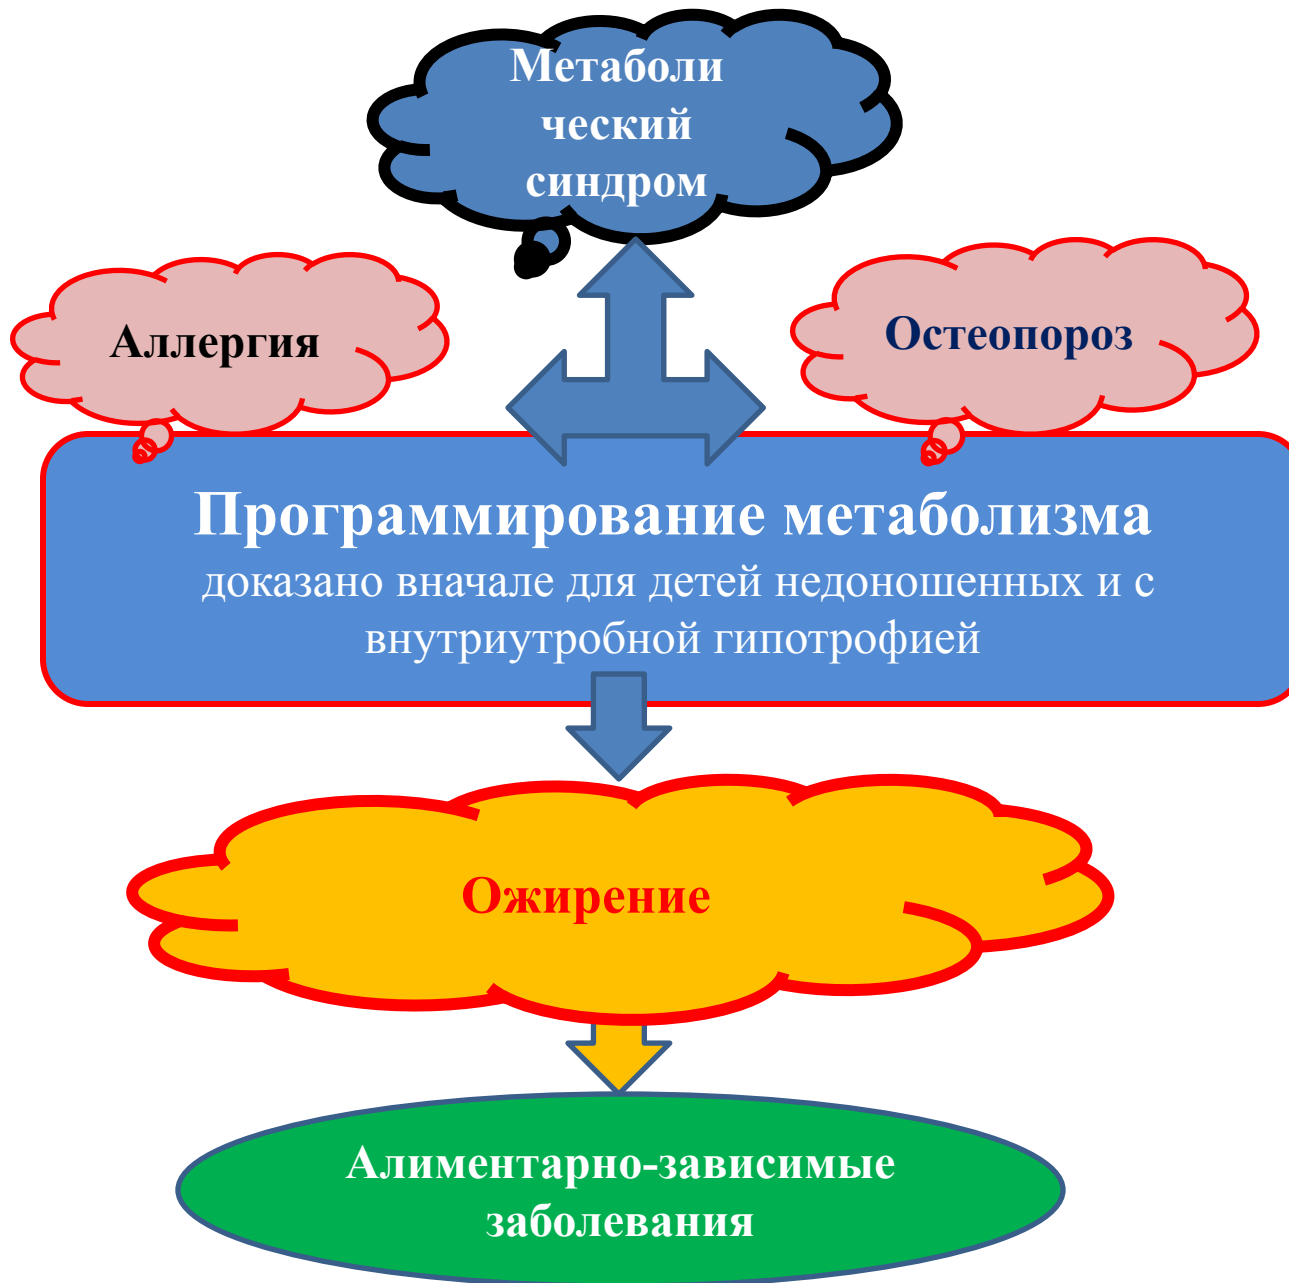 Метаболи
ческий
синдром
Аллергия
Остеопороз
Программирование метаболизма
доказано вначале для детей недоношенных и с
внутриутробной гипотрофией
Ожирение
Алиментарно-зависимые
заболевания